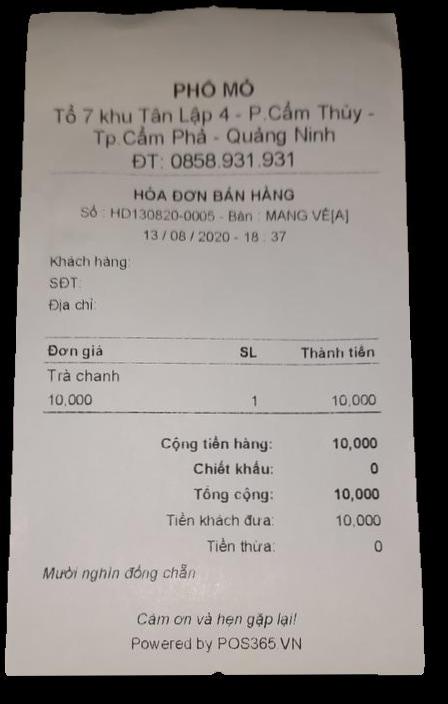 PHỐ MỎ
Tổ 7 khu Tân Lập 4 - P.Cẩm Thủy -
Tp.Cẩm Phả - Quảng Ninh
ĐT: 0858.931.931
HÓA ĐƠN BÁN HÀNG
Số : HD130820-0005 - Bàn : MANG VỀ[A]
13 / 08 / 2020 - 18 : 37
Khách hàng:
SĐT:
Địa chỉ:
Đơn giá SL Thành tiền
Trà chanh
10,000 1 10,000
Cộng tiền hàng: 10,000
Chiết khấu: 0
Tổng cộng: 10,000
Tiền khách đưa: 10,000
Tiền thừa: 0
Mười nghìn đồng chẵn
Cảm ơn và hẹn gặp lại!
Powered by POS365.VN